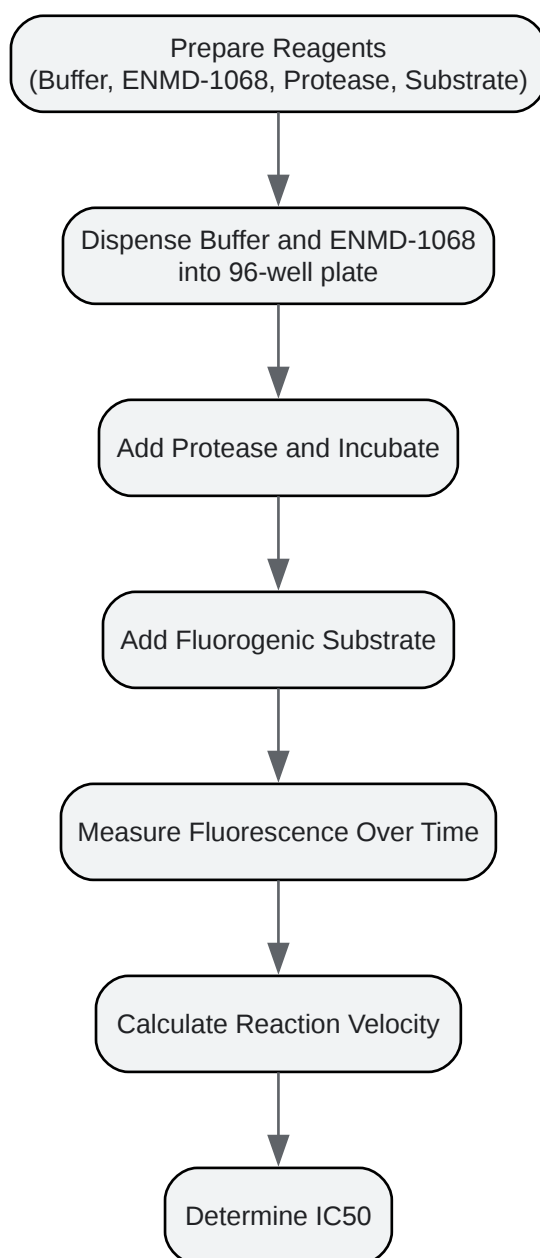 Prepare Reagents
(Buffer, ENMD-1068, Protease, Substrate)
Dispense Buffer and ENMD-1068
into 96-well plate
Add Protease and Incubate
Add Fluorogenic Substrate
Measure Fluorescence Over Time
Calculate Reaction Velocity
Determine IC50